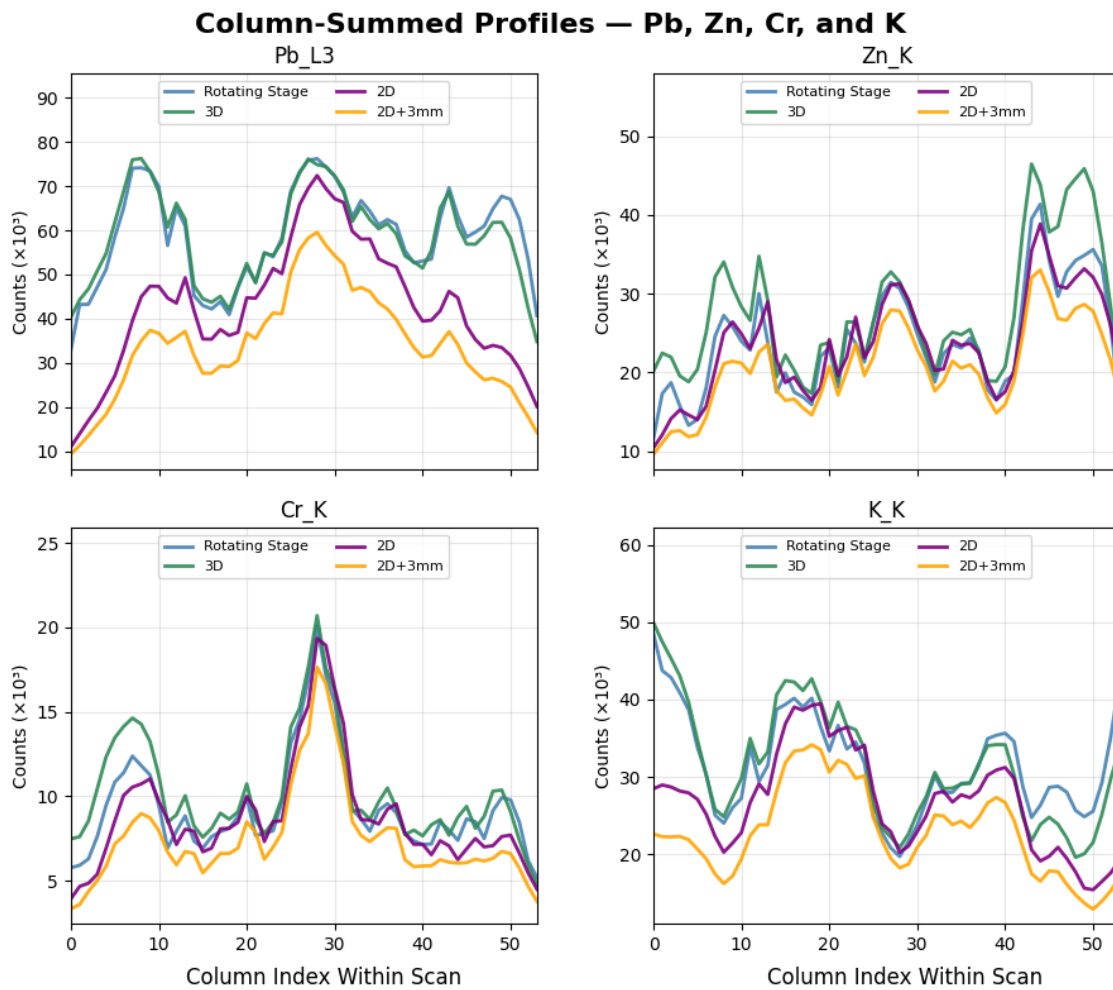 Column-Summed Profiles — Pb, Zn, Cr, and K
Pb_L3
Rotating Stage 2D
3D 2D+3mm
Counts (×10³)
90
80
70
60
50
40
30
20
10
Zn_K
Rotating Stage 2D
3D 2D+3mm
Counts (×10³)
50
40
30
20
10
Cr_K
Rotating Stage 2D
3D 2D+3mm
Counts (×10³)
25
20
15
10
5
0 10 20 30 40 50
Column Index Within Scan
K_K
Rotating Stage 2D
3D 2D+3mm
Counts (×10³)
60
50
40
30
20
0 10 20 30 40 50
Column Index Within Scan